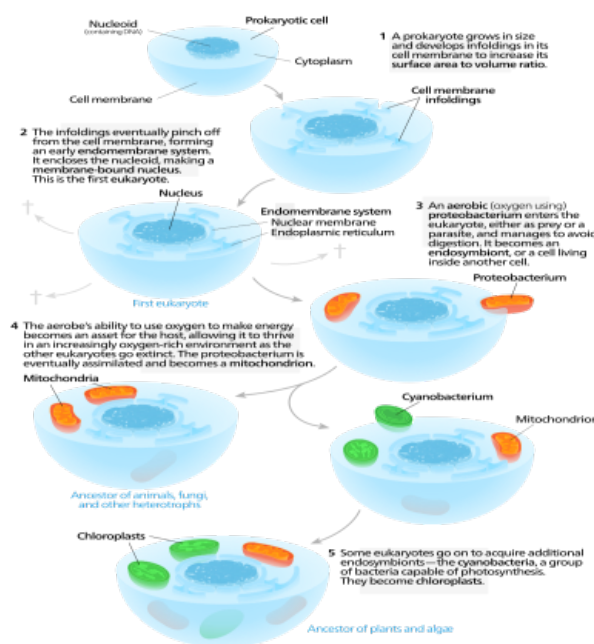 Nucleoid
(containing DNA)
Prokaryotic cell
Cytoplasm
Cell membrane
1 A prokaryote grows in size
and develops infoldings in its
cell membrane to increase its
surface area to volume ratio.
Cell membrane
infoldings
2 The infoldings eventually pinch off
from the cell membrane, forming
an early endomembrane system.
It encloses the nucleoid, making a
membrane-bound nucleus.
This is the first eukaryote.
Nucleus
Endomembrane system
Nuclear membrane
Endoplasmic reticulum
First eukaryote
3 An aerobic (oxygen using)
proteobacterium enters the
eukaryote, either as prey or a
parasite, and manages to avoid
digestion. It becomes an
endosymbiont, or a cell living
inside another cell.
Proteobacterium
4 The aerobe's ability to use oxygen to make energy
becomes an asset for the host, allowing it to thrive
in an increasingly oxygen-rich environment as the
other eukaryotes go extinct. The proteobacterium is
eventually assimilated and becomes a mitochondrion.
Mitochondria
Ancestor of animals, fungi,
and other heterotrophs
Cyanobacterium
Mitochondrion
Chloroplasts
5 Some eukaryotes go on to acquire additional
endosymbionts—the cyanobacteria, a group
of bacteria capable of photosynthesis.
They become chloroplasts.
Ancestor of plants and algae